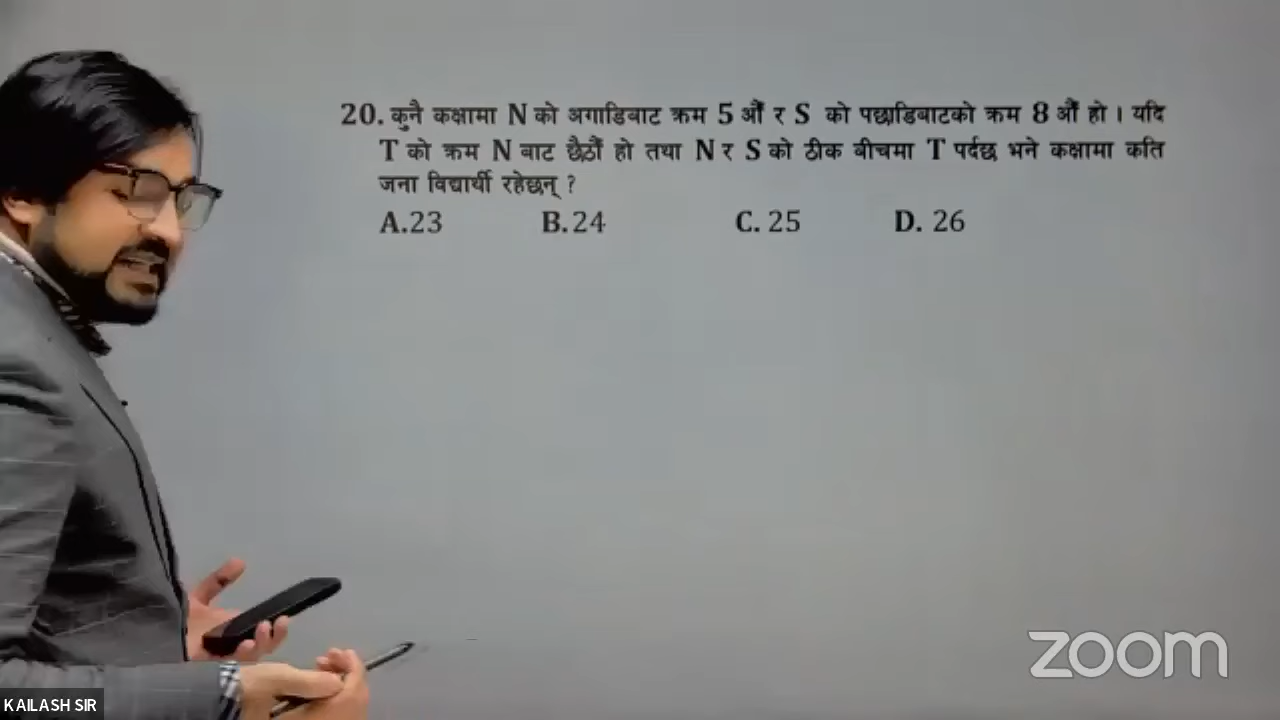 20. कुनै कक्षामा N को अगाडिबाट क्रम 5 औं र S को पछाडिबाटको क्रम 8 औं हो । यदि
T को क्रम N बाट छैठौं हो तथा N र S को ठीक बीचमा T पर्दछ भने कक्षामा कति
जना विद्यार्थी रहेछन् ?
A.23 B.24 C. 25 D. 26
zoom
KAILASH SIR